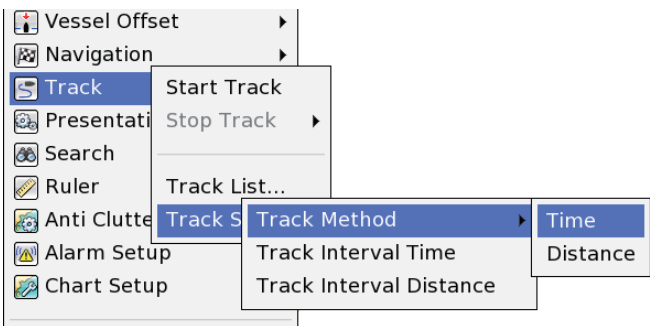 Vessel Offset
Navigation
Track
Start Track
Presentati
Stop Track
Search
Ruler
Track List...
Anti Clutte
Track S
Track Method
Time
Alarm Setup
Track Interval Time
Distance
Chart Setup
Track Interval Distance